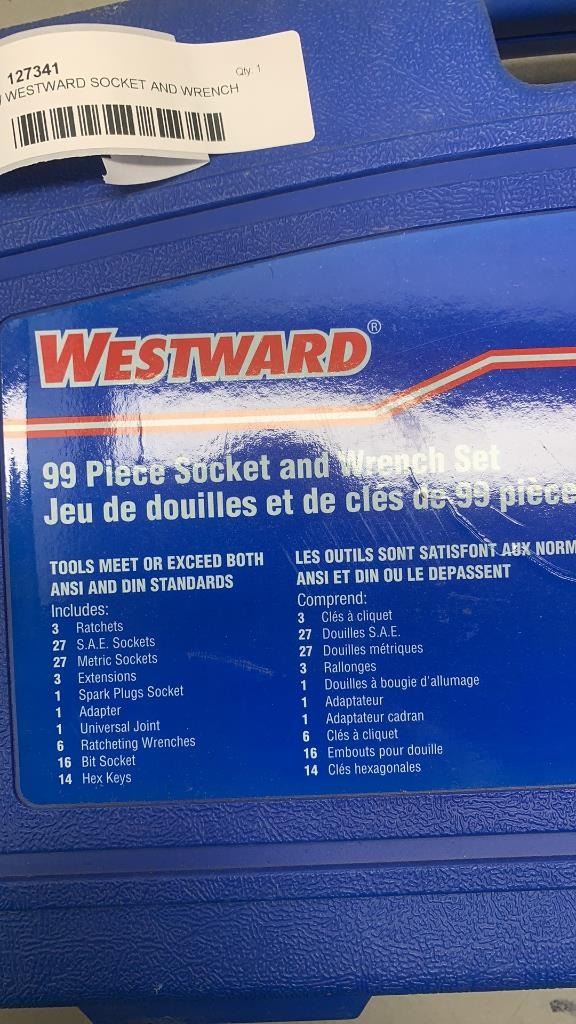 127341
Qty: 1
WESTWARD SOCKET AND WRENCH
WESTWARD®
99 Piece Socket and Wrench Set
Jeu de douilles et de clés de 99 pièce
TOOLS MEET OR EXCEED BOTH
ANSI AND DIN STANDARDS
Includes:
3 Ratchets
27 S.A.E. Sockets
27 Metric Sockets
3 Extensions
1 Spark Plugs Socket
1 Adapter
1 Universal Joint
6 Ratcheting Wrenches
16 Bit Socket
14 Hex Keys
LES OUTILS SONT SATISFONT AUX NORM
ANSI ET DIN OU LE DEPASSENT
Comprend:
3 Clés à cliquet
27 Douilles S.A.E.
27 Douilles métriques
3 Rallonges
1 Douilles à bougie d'allumage
1 Adaptateur
1 Adaptateur cadran
6 Clés à cliquet
16 Embouts pour douille
14 Clés hexagonales